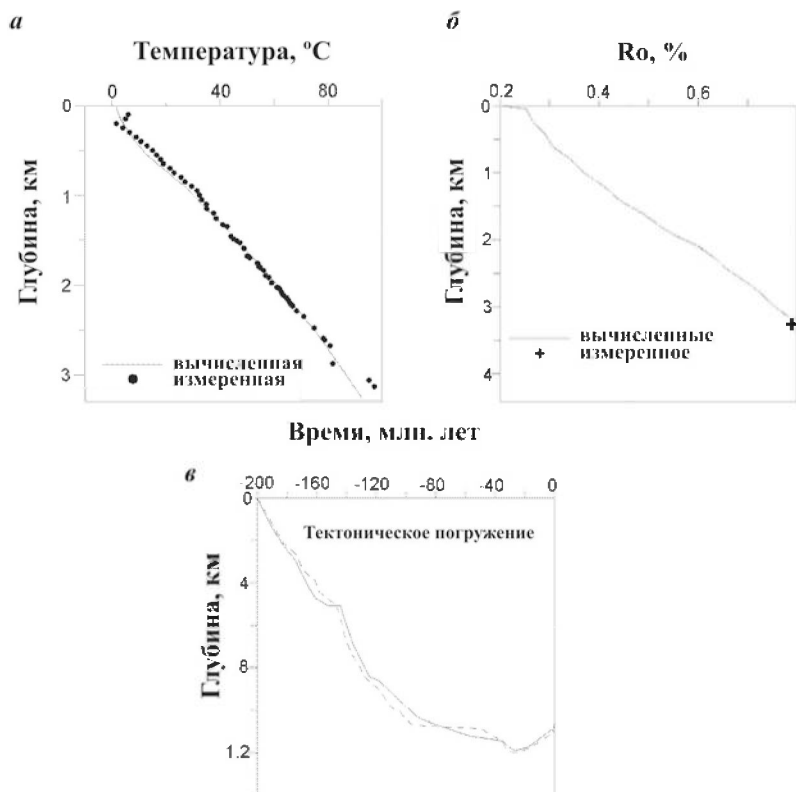 а
Температура, °C
0 40 80
0
1
2
3
Глубина, км
вычисленная
измеренная
б
Ro, %
0.2 0.4 0.6
0
1
2
3
4
Глубина, км
вычисленные
измеренное
Время, млн. лет
в
-200 -160 -120 -80 -40 0
0
4
8
1.2
Глубина, км
Тектоническое погружение